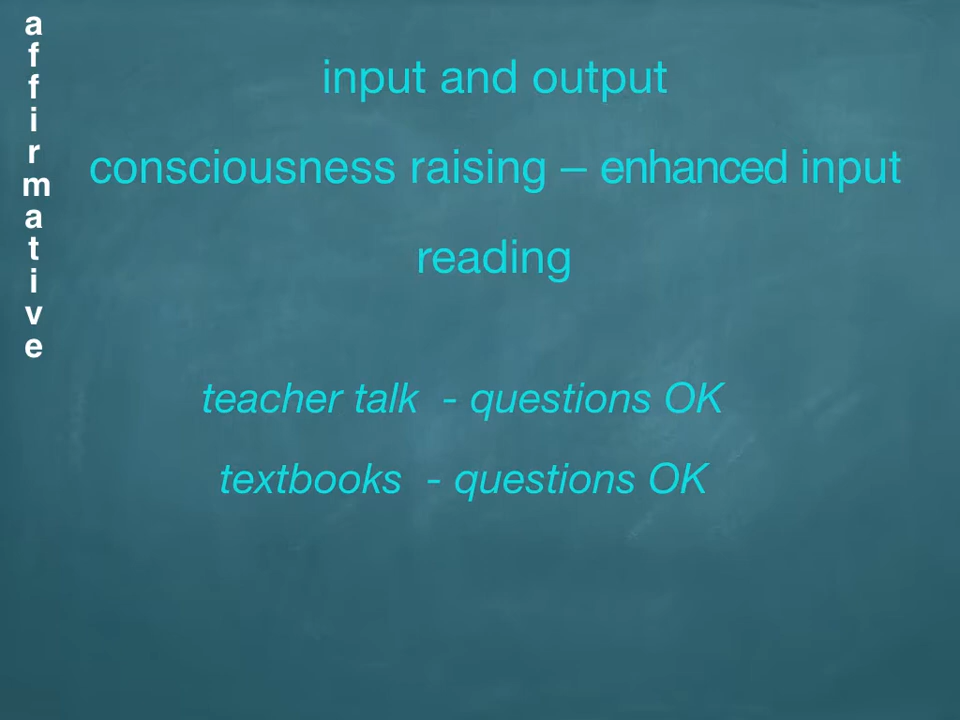 affirmative
input and output
consciousness raising – enhanced input
reading
teacher talk - questions OK
textbooks - questions OK